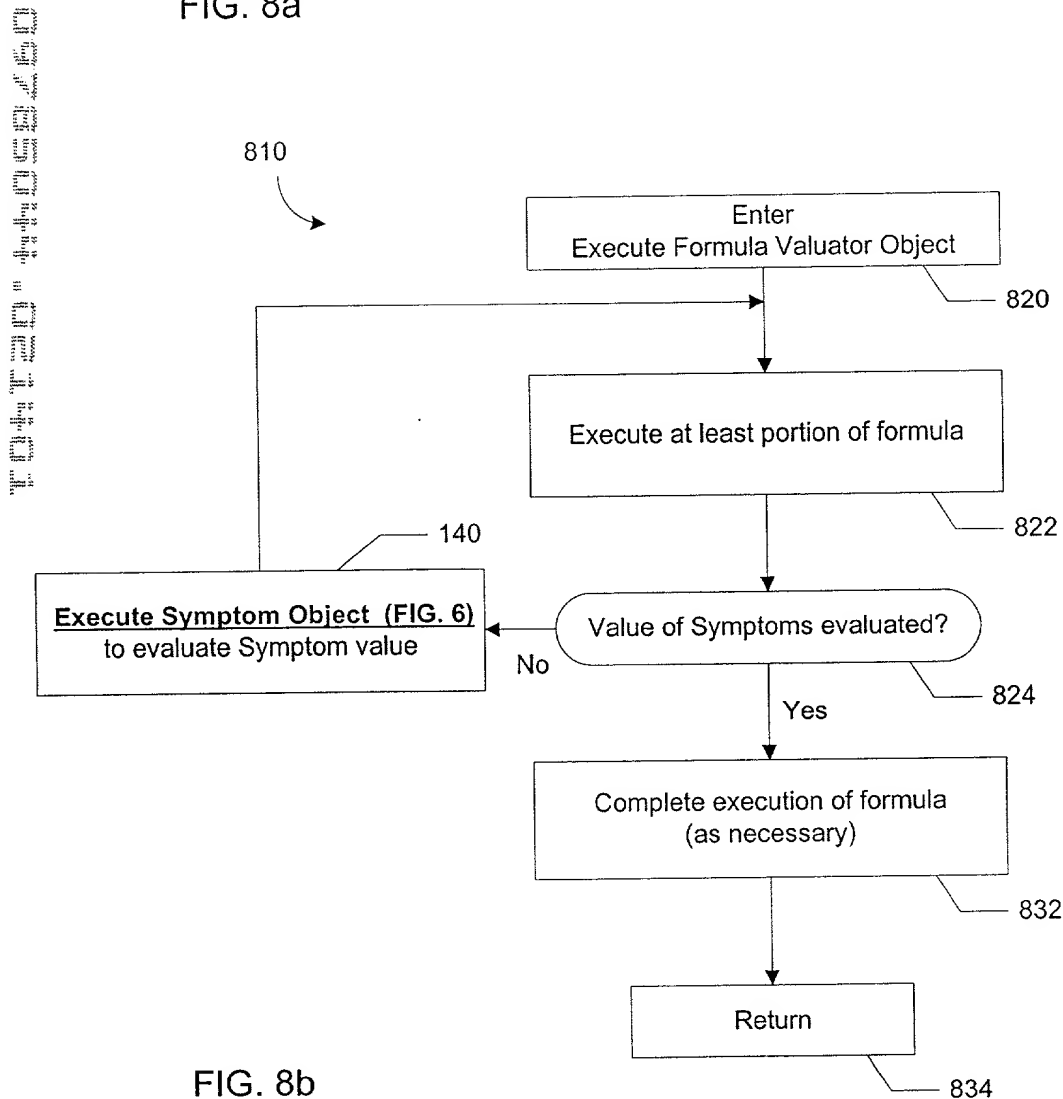 FIG. 8a
09785044.021401
810
Enter
Execute Formula Valuator Object
820
Execute at least portion of formula
822
140
Execute Symptom Object (FIG. 6)
to evaluate Symptom value
Value of Symptoms evaluated?
No
824
Yes
Complete execution of formula
(as necessary)
832
Return
834
FIG. 8b